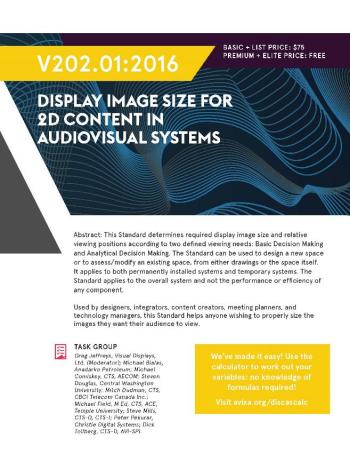 BASIC + LIST PRICE: $75
PREMIUM + ELITE PRICE: FREE
V202.01:2016
DISPLAY IMAGE SIZE FOR
2D CONTENT IN
AUDIOVISUAL SYSTEMS
Abstract: This Standard determines required display image size and relative
viewing positions according to two defined viewing needs: Basic Decision Making
and Analytical Decision Making. The Standard can be used to design a new space
or to assess/modify an existing space, from either drawings or the space itself.
It applies to both permanently installed systems and temporary systems. The
Standard applies to the overall system and not the performance or efficiency of
any component.
Used by designers, integrators, content creators, meeting planners, and
technology managers, this Standard helps anyone wishing to properly size the
images they want their audience to view.
TASK GROUP
Greg Jeffreys, Visual Displays,
Ltd. (Moderator); Michael Bialas,
Anadarko Petroleum; Michael
Comiskey, CTS, AECOM; Steven
Douglas, Central Washington
University; Mitch Dudman, CTS,
CBCI Telecom Canada Inc.;
Michael Field, M Ed, CTS, ACE,
Temple University; Steve Mills,
CTS-D, CTS-I; Peter Pekurar,
Christie Digital Systems; Dick
Tollberg, CTS-D, AVI-SPL
We've made it easy! Use the
calculator to work out your
variables: no knowledge of
formulas required!
Visit avixa.org/discascalc